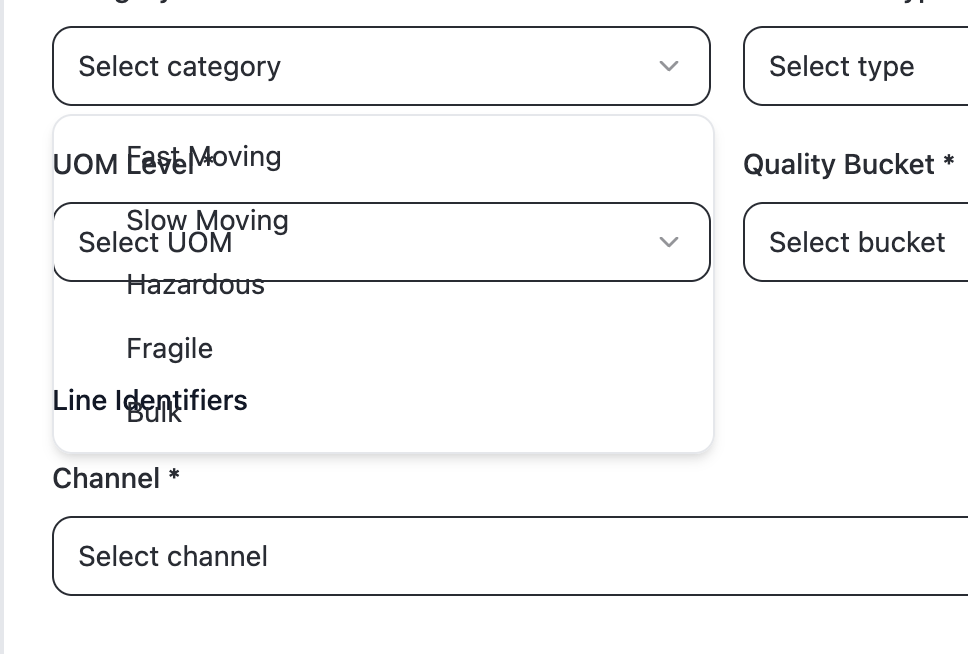 Select category
Select type
Fast Moving
UOM Level *
Quality Bucket *
Slow Moving
Select UOM
Select bucket
Hazardous
Fragile
Line Identifiers
Bulk
Channel *
Select channel